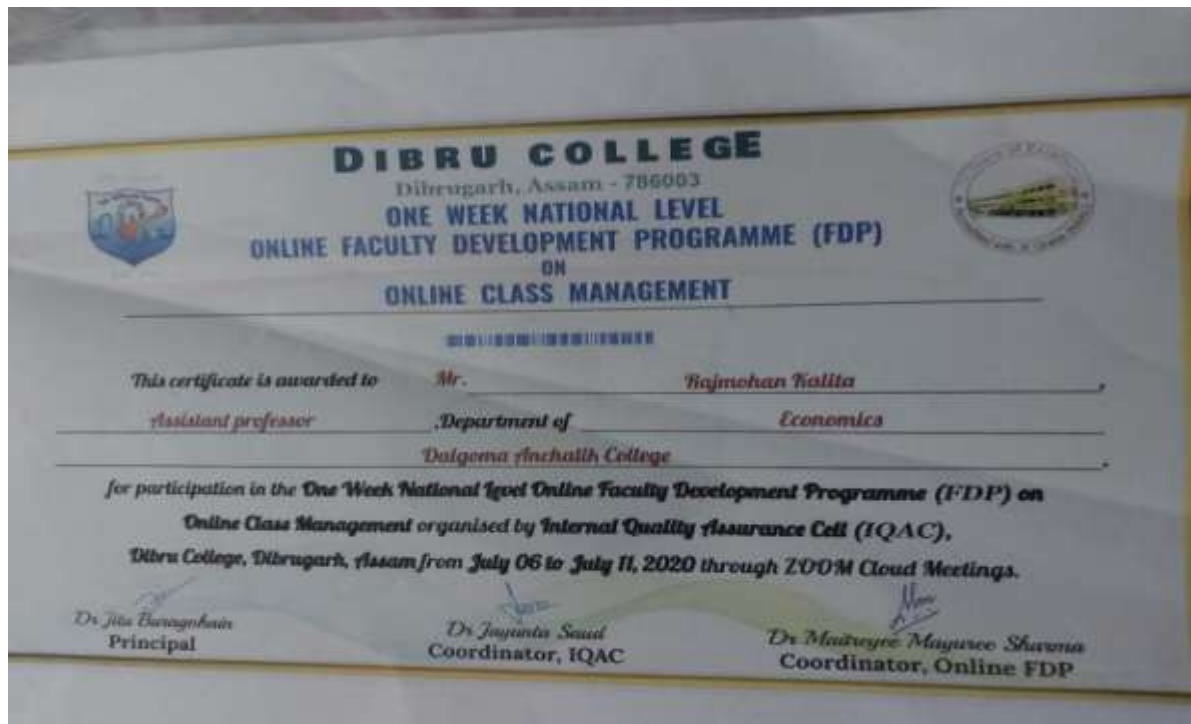 DIBRU COLLEGE
Dibrugarh, Assam - 786003
ONE WEEK NATIONAL LEVEL
ONLINE FACULTY DEVELOPMENT PROGRAMME (FDP)
ON
ONLINE CLASS MANAGEMENT
This certificate is awarded to Mr. Rajmohan Kalita,
Assistant professor ,Department of Economics
Dalgoma Anchalik College,
for participation in the One Week National Level Online Faculty Development Programme (FDP) on
Online Class Management organised by Internal Quality Assurance Cell (IQAC),
Dibru College, Dibrugarh, Assam from July 06 to July 11, 2020 through ZOOM Cloud Meetings.
Dr Jitu Buragohain Dr Jayanta Saud Dr Maitreyee Mayuree Sharma
Principal Coordinator, IQAC Coordinator, Online FDP